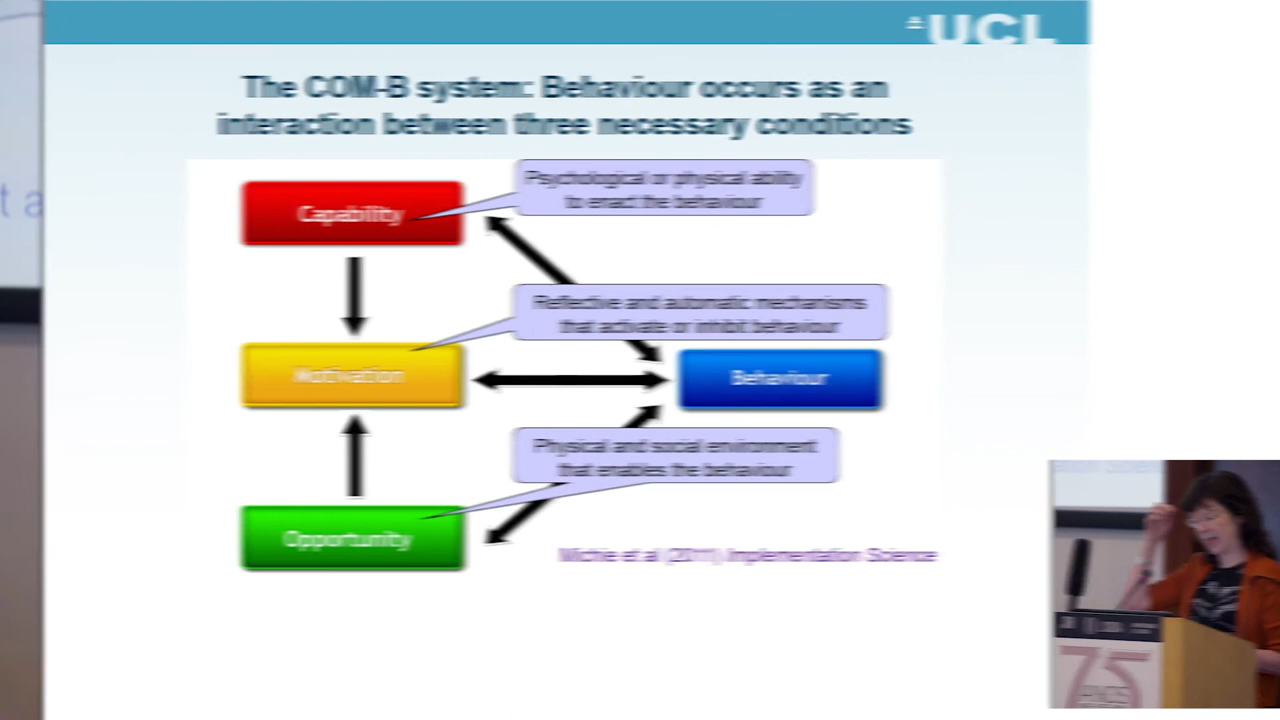 UCL
The COM-B system: Behaviour occurs as an
interaction between three necessary conditions
Psychological or physical ability
to enact the behaviour
Capability
Reflective and automatic mechanisms
that activate or inhibit behaviour
Motivation
Behaviour
Physical and social environment
that enables the behaviour
Opportunity
Michie et al (2011) Implementation Science
t a
75